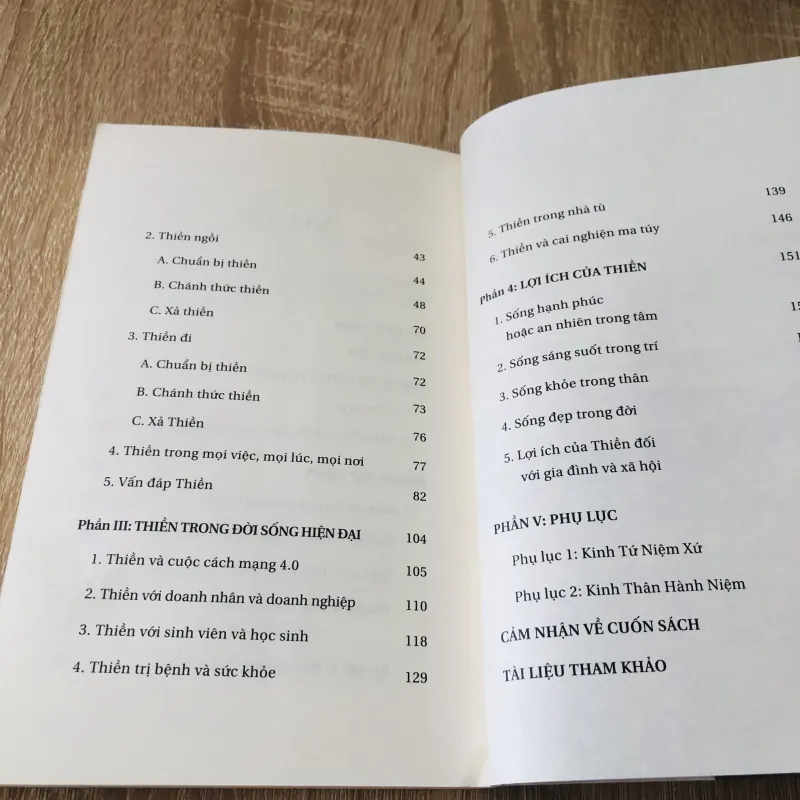 2. Thiền ngồi 43
A. Chuẩn bị thiền 44
B. Chánh thức thiền 48
C. Xả thiền 70
3. Thiền đi 72
A. Chuẩn bị thiền 72
B. Chánh thức thiền 73
C. Xả Thiền 76
4. Thiền trong mọi việc, mọi lúc, mọi nơi 77
5. Vấn đáp Thiền 82
Phần III: THIỀN TRONG ĐỜI SỐNG HIỆN ĐẠI 104
1. Thiền và cuộc cách mạng 4.0 105
2. Thiền với doanh nhân và doanh nghiệp 110
3. Thiền với sinh viên và học sinh 118
4. Thiền trị bệnh và sức khỏe 129
5. Thiền trong nhà tù 139
6. Thiền và cai nghiện ma túy 146
Phần 4: LỢI ÍCH CỦA THIỀN 151
1. Sống hạnh phúc
hoặc an nhiên trong tâm
2. Sống sáng suốt trong trí
3. Sống khỏe trong thân
4. Sống đẹp trong đời
5. Lợi ích của Thiền đối
với gia đình và xã hội
PHẦN V: PHỤ LỤC
Phụ lục 1: Kinh Tứ Niệm Xứ
Phụ lục 2: Kinh Thân Hành Niệm
CẢM NHẬN VỀ CUỐN SÁCH
TÀI LIỆU THAM KHẢO